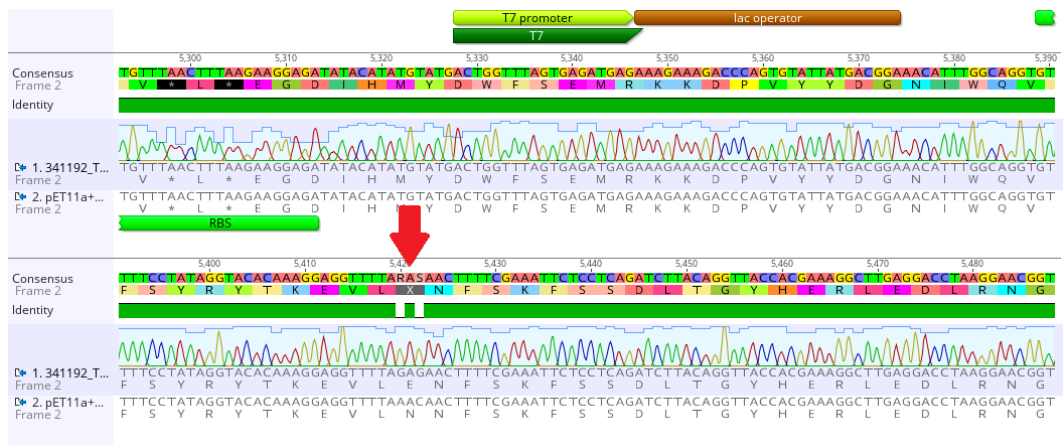 T7 promoter lac operator
T7
5,300 5,310 5,320 5,330 5,340 5,350 5,360 5,370 5,380 5,390
Consensus TGTTTAACTTTAAGAAGGAGATATACATATGTATGACTGGTTTAGTGAGATGAGAAAGAAAGACCCAGTGTATTATGACGGAAACATTTGGCAGGTGT
Frame 2 V * L * E G D I H M Y D W F S E M R K K D P V Y Y D G N I W Q V
Identity
1. 341192_T... TGTTTAACTTTAAGAAGGAGATATACATATGTATGACTGGTTTAGTGAGATGAGAAAGAAAGACCCAGTGTATTATGACGGAAACATTTGGCAGGTGT
Frame 2 V * L * E G D I H M Y D W F S E M R K K D P V Y Y D G N I W Q V
2. pET11a+... TGTTTAACTTTAAGAAGGAGATATACATATGTATGACTGGTTTAGTGAGATGAGAAAGAAAGACCCAGTGTATTATGACGGAAACATTTGGCAGGTGT
V * L * E G D I H M Y D W F S E M R K K D P V Y Y D G N I W Q V
RBS
5,400 5,410 5,420 5,430 5,440 5,450 5,460 5,470 5,480
Consensus TTTCCTATAGGTACACAAAGGAGGTTTTARASAACTTTTCGAAATTCTCCTCAGATCTTACAGGTTACCACGAAAGGCTTGAGGACCTAAGGAACGGT
Frame 2 F S Y R Y T K E V L X N F S K F S S D L T G Y H E R L E D L R N G
Identity
1. 341192_T... TTTCCTATAGGTACACAAAGGAGGTTTTAGAGAACTTTTCGAAATTCTCCTCAGATCTTACAGGTTACCACGAAAGGCTTGAGGACCTAAGGAACGGT
Frame 2 F S Y R Y T K E V L E N F S K F S S D L T G Y H E R L E D L R N G
2. pET11a+... TTTCCTATAGGTACACAAAGGAGGTTTTAAACAACTTTTCGAAATTCTCCTCAGATCTTACAGGTTACCACGAAAGGCTTGAGGACCTAAGGAACGGT
Frame 2 F S Y R Y T K E V L N N F S K F S S D L T G Y H E R L E D L R N G